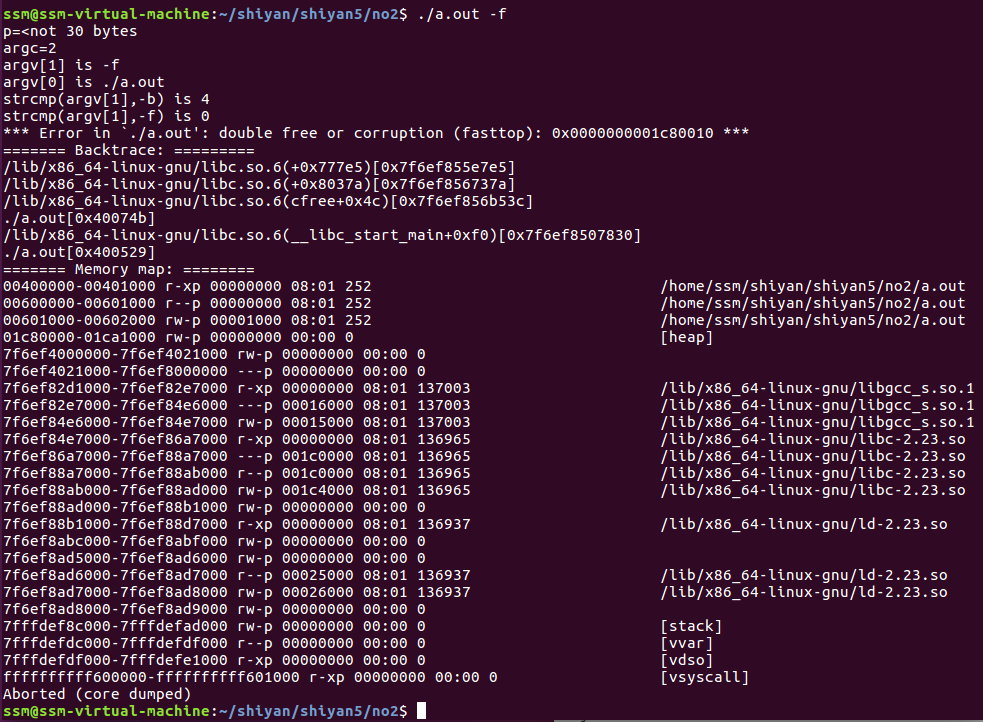 ssm@ssm-virtual-machine:~/shiyan/shiyan5/no2$ ./a.out -f
p=<not 30 bytes
argc=2
argv[1] is -f
argv[0] is ./a.out
strcmp(argv[1],-b) is 4
strcmp(argv[1],-f) is 0
*** Error in `./a.out': double free or corruption (fasttop): 0x0000000001c80010 ***
======= Backtrace: =========
/lib/x86_64-linux-gnu/libc.so.6(+0x777e5)[0x7f6ef855e7e5]
/lib/x86_64-linux-gnu/libc.so.6(+0x8037a)[0x7f6ef856737a]
/lib/x86_64-linux-gnu/libc.so.6(cfree+0x4c)[0x7f6ef856b53c]
./a.out[0x40074b]
/lib/x86_64-linux-gnu/libc.so.6(__libc_start_main+0xf0)[0x7f6ef8507830]
./a.out[0x400529]
======= Memory map: ========
00400000-00401000 r-xp 00000000 08:01 252 /home/ssm/shiyan/shiyan5/no2/a.out
00600000-00601000 r--p 00000000 08:01 252 /home/ssm/shiyan/shiyan5/no2/a.out
00601000-00602000 rw-p 00001000 08:01 252 /home/ssm/shiyan/shiyan5/no2/a.out
01c80000-01ca1000 rw-p 00000000 00:00 0 [heap]
7f6ef4000000-7f6ef4021000 rw-p 00000000 00:00 0
7f6ef4021000-7f6ef8000000 ---p 00000000 00:00 0
7f6ef82d1000-7f6ef82e7000 r-xp 00000000 08:01 137003 /lib/x86_64-linux-gnu/libgcc_s.so.1
7f6ef82e7000-7f6ef84e6000 ---p 00016000 08:01 137003 /lib/x86_64-linux-gnu/libgcc_s.so.1
7f6ef84e6000-7f6ef84e7000 rw-p 00015000 08:01 137003 /lib/x86_64-linux-gnu/libgcc_s.so.1
7f6ef84e7000-7f6ef86a7000 r-xp 00000000 08:01 136965 /lib/x86_64-linux-gnu/libc-2.23.so
7f6ef86a7000-7f6ef88a7000 ---p 001c0000 08:01 136965 /lib/x86_64-linux-gnu/libc-2.23.so
7f6ef88a7000-7f6ef88ab000 r--p 001c0000 08:01 136965 /lib/x86_64-linux-gnu/libc-2.23.so
7f6ef88ab000-7f6ef88ad000 rw-p 001c4000 08:01 136965 /lib/x86_64-linux-gnu/libc-2.23.so
7f6ef88ad000-7f6ef88b1000 rw-p 00000000 00:00 0
7f6ef88b1000-7f6ef88d7000 r-xp 00000000 08:01 136937 /lib/x86_64-linux-gnu/ld-2.23.so
7f6ef8abc000-7f6ef8abf000 rw-p 00000000 00:00 0
7f6ef8ad5000-7f6ef8ad6000 rw-p 00000000 00:00 0
7f6ef8ad6000-7f6ef8ad7000 r--p 00025000 08:01 136937 /lib/x86_64-linux-gnu/ld-2.23.so
7f6ef8ad7000-7f6ef8ad8000 rw-p 00026000 08:01 136937 /lib/x86_64-linux-gnu/ld-2.23.so
7f6ef8ad8000-7f6ef8ad9000 rw-p 00000000 00:00 0
7fffdef8c000-7fffdefad000 rw-p 00000000 00:00 0 [stack]
7fffdefdc000-7fffdefdf000 r--p 00000000 00:00 0 [vvar]
7fffdefdf000-7fffdefe1000 r-xp 00000000 00:00 0 [vdso]
ffffffffff600000-ffffffffff601000 r-xp 00000000 00:00 0 [vsyscall]
Aborted (core dumped)
ssm@ssm-virtual-machine:~/shiyan/shiyan5/no2$